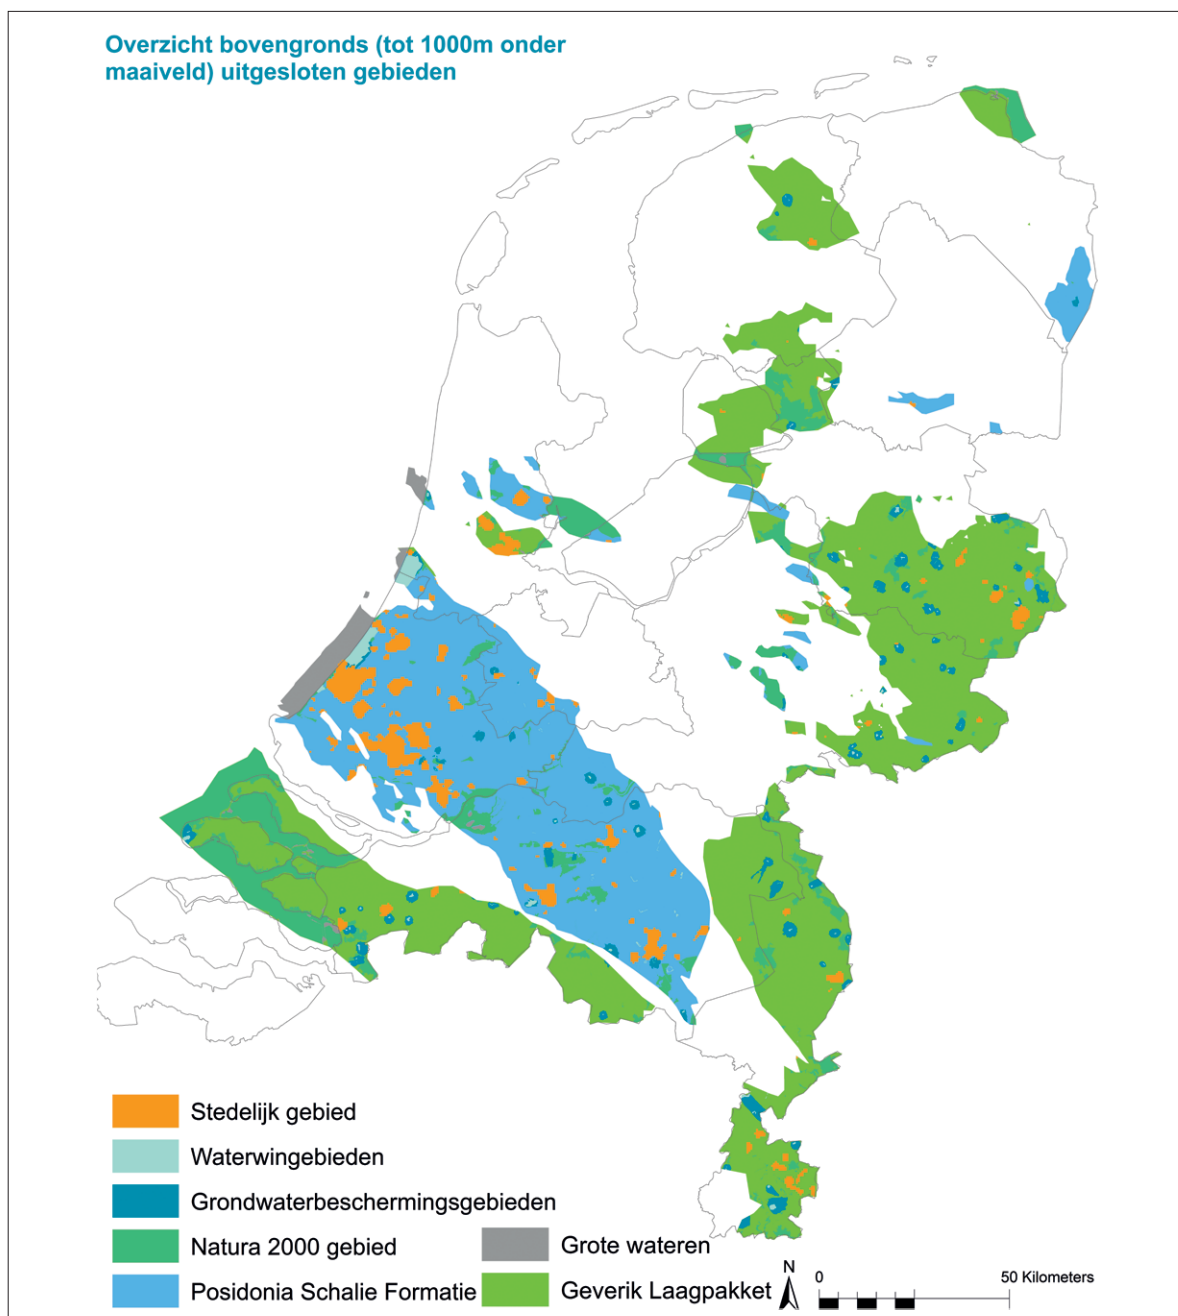 Overzicht bovengronds (tot 1000m onder
maaiveld) uitgesloten gebieden
Stedelijk gebied
Waterwingebieden
Grondwaterbeschermingsgebieden
Natura 2000 gebied
Posidonia Schalie Formatie
Grote wateren
Geverik Laagpakket
N
0
50 Kilometers